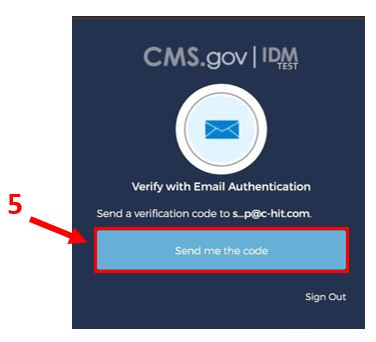 CMS.gov | IDM
TEST
Verify with Email Authentication
Send a verification code to s...p@c-hit.com.
5
Send me the code
Sign Out